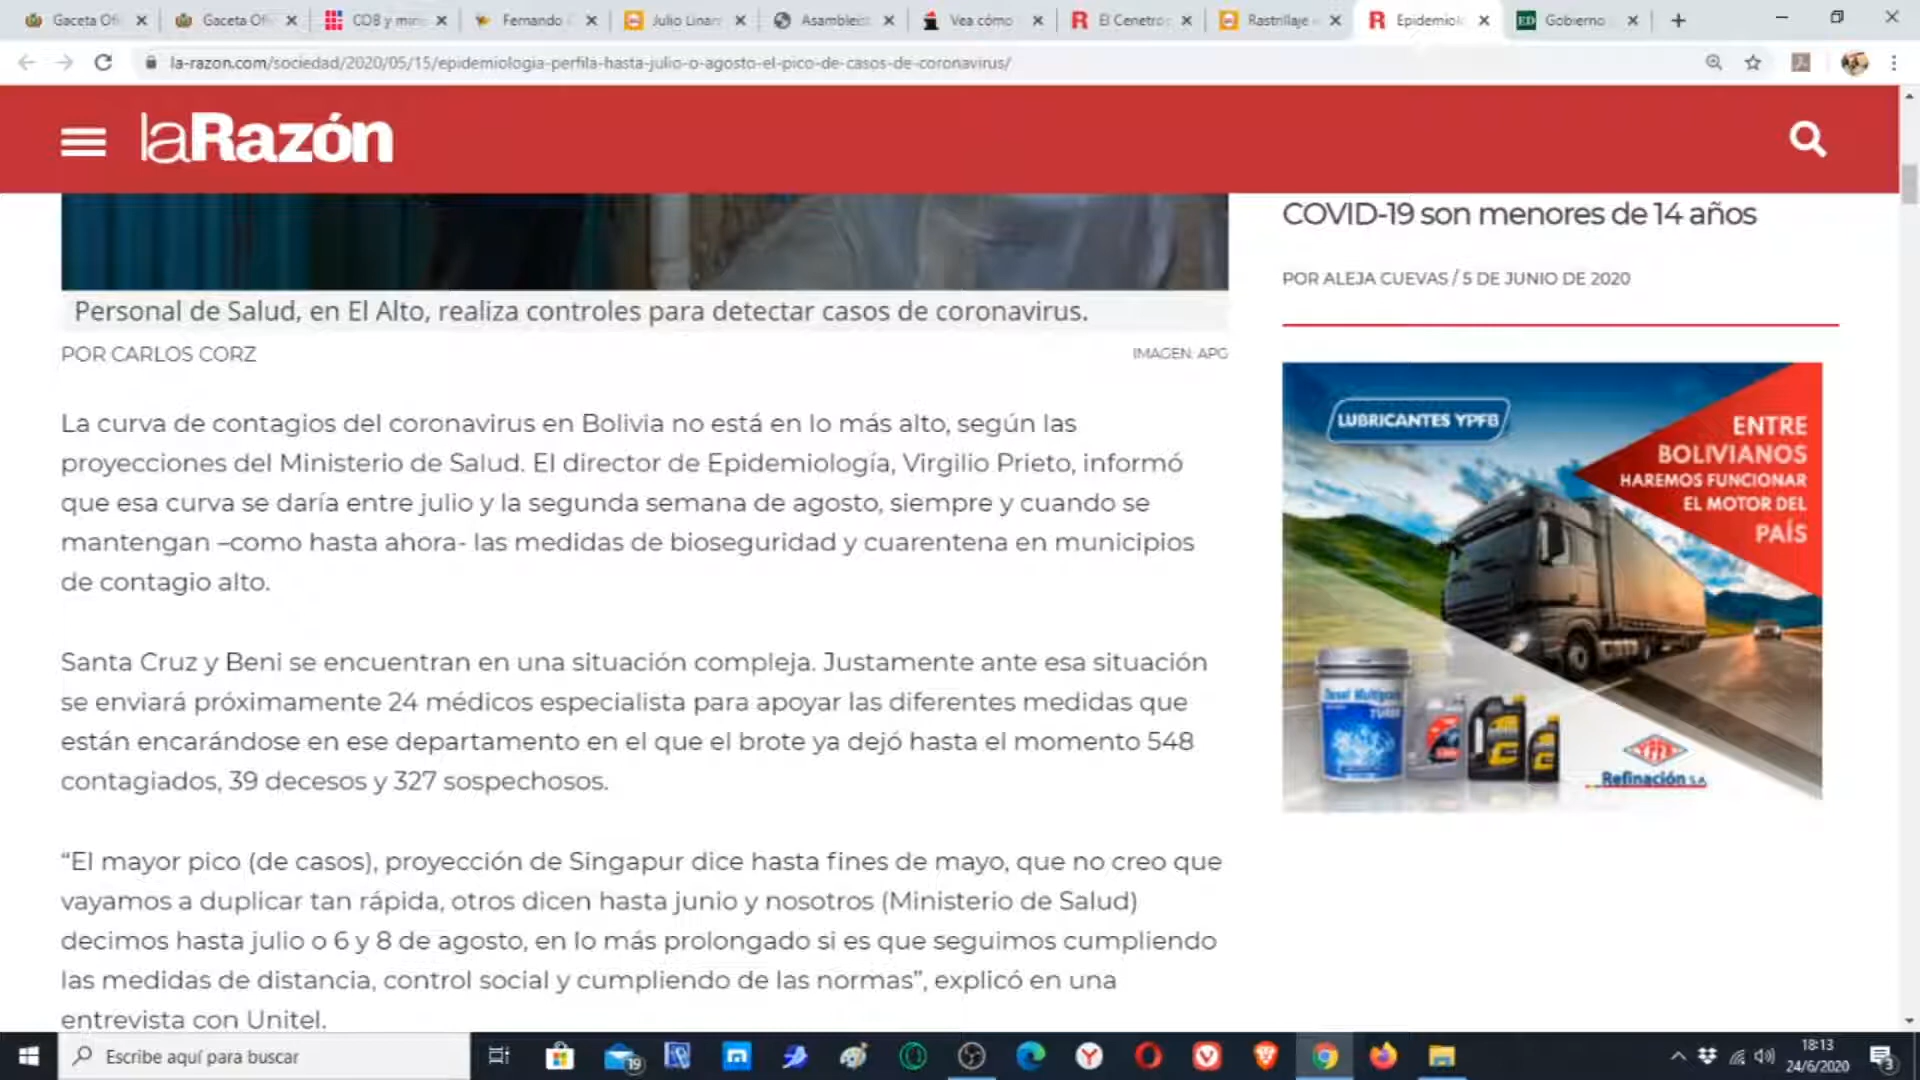 Gaceta Ofi
Gaceta Ofi
COB y min
Fernando
Julio Linar
Asambleist
Vea cómo
El Cenetrop
Rastrillaje
Epidemiol
Gobierno
la-razon.com/sociedad/2020/05/15/epidemiologia-perfila-hasta-julio-o-agosto-el-pico-de-casos-de-coronavirus/
laRazón
COVID-19 son menores de 14 años
POR ALEJA CUEVAS / 5 DE JUNIO DE 2020
Personal de Salud, en El Alto, realiza controles para detectar casos de coronavirus.
POR CARLOS CORZ
IMAGEN: APG
La curva de contagios del coronavirus en Bolivia no está en lo más alto, según las
proyecciones del Ministerio de Salud. El director de Epidemiología, Virgilio Prieto, informó
que esa curva se daría entre julio y la segunda semana de agosto, siempre y cuando se
mantengan –como hasta ahora- las medidas de bioseguridad y cuarentena en municipios
de contagio alto.
Santa Cruz y Beni se encuentran en una situación compleja. Justamente ante esa situación
se enviará próximamente 24 médicos especialista para apoyar las diferentes medidas que
están encarándose en ese departamento en el que el brote ya dejó hasta el momento 548
contagiados, 39 decesos y 327 sospechosos.
“El mayor pico (de casos), proyección de Singapur dice hasta fines de mayo, que no creo que
vayamos a duplicar tan rápida, otros dicen hasta junio y nosotros (Ministerio de Salud)
decimos hasta julio o 6 y 8 de agosto, en lo más prolongado si es que seguimos cumpliendo
las medidas de distancia, control social y cumpliendo de las normas”, explicó en una
entrevista con Unitel.
LUBRICANTES YPFB
ENTRE
BOLIVIANOS
HAREMOS FUNCIONAR
EL MOTOR DEL
PAÍS
YPFB
Refinación S.A.
Escribe aquí para buscar
19
18:13
24/6/2020
3